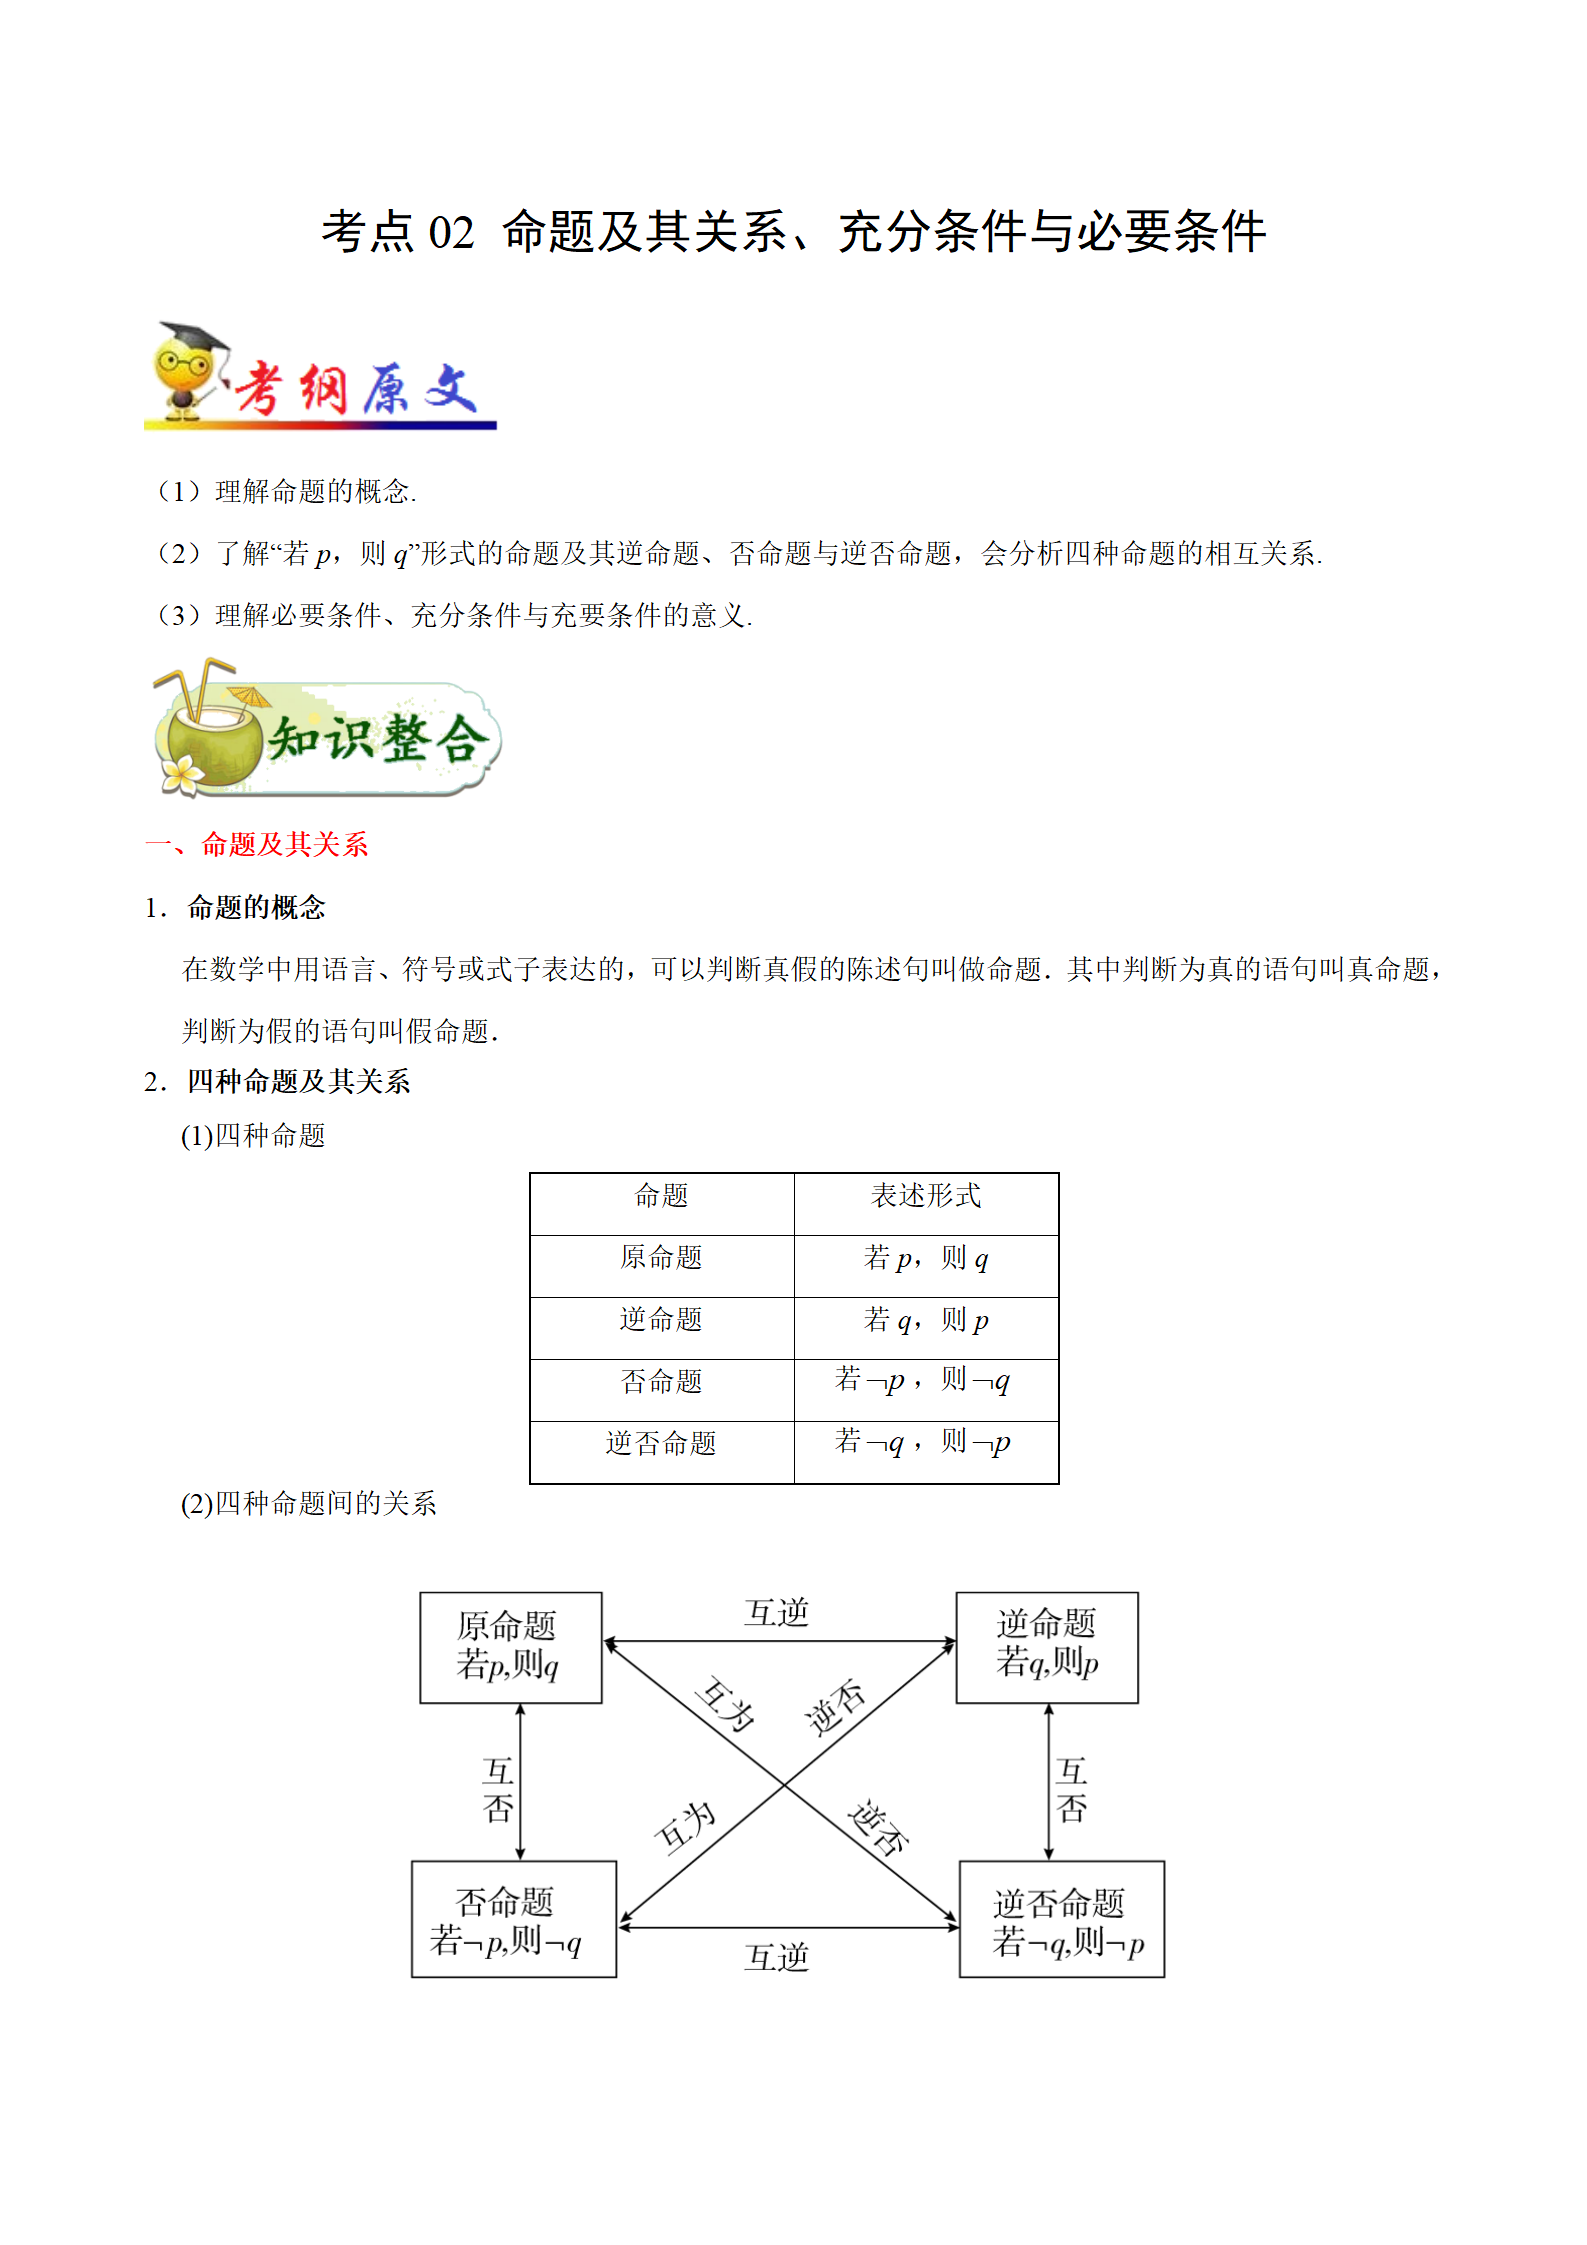 考点 02 命题及其关系、充分条件与必要条件
考纲原文
（1）理解命题的概念.
（2）了解“若 p，则 q”形式的命题及其逆命题、否命题与逆否命题，会分析四种命题的相互关系.
（3）理解必要条件、充分条件与充要条件的意义.
知识整合
一、命题及其关系
1．命题的概念
在数学中用语言、符号或式子表达的，可以判断真假的陈述句叫做命题．其中判断为真的语句叫真命题，
判断为假的语句叫假命题．
2．四种命题及其关系
(1)四种命题
命题 表述形式
原命题 若 p，则 q
逆命题 若 q，则 p
否命题 若 ¬p ，则 ¬q
逆否命题 若 ¬q ，则 ¬p
(2)四种命题间的关系
原命题
若p,则q
互逆
逆命题
若q,则p
互为
逆否
互否
互否
互为
逆否
否命题
若¬p,则¬q
互逆
逆否命题
若¬q,则¬p